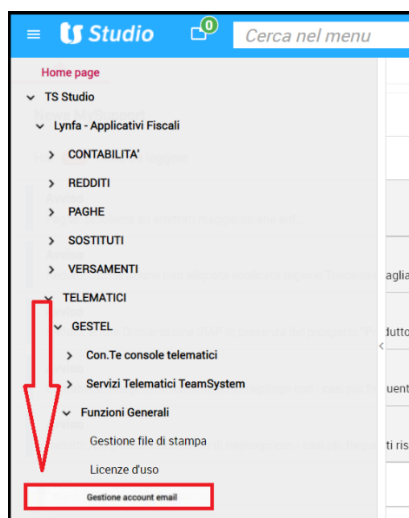 TS Studio 0 Cerca nel menu
Home page
TS Studio
Lynfa - Applicativi Fiscali
CONTABILITA'
REDDITI
PAGHE
SOSTITUTI
VERSAMENTI
TELEMATICI
GESTEL
Con.Te console telematici
Servizi Telematici TeamSystem
Funzioni Generali
Gestione file di stampa
Licenze d'uso
Gestione account email